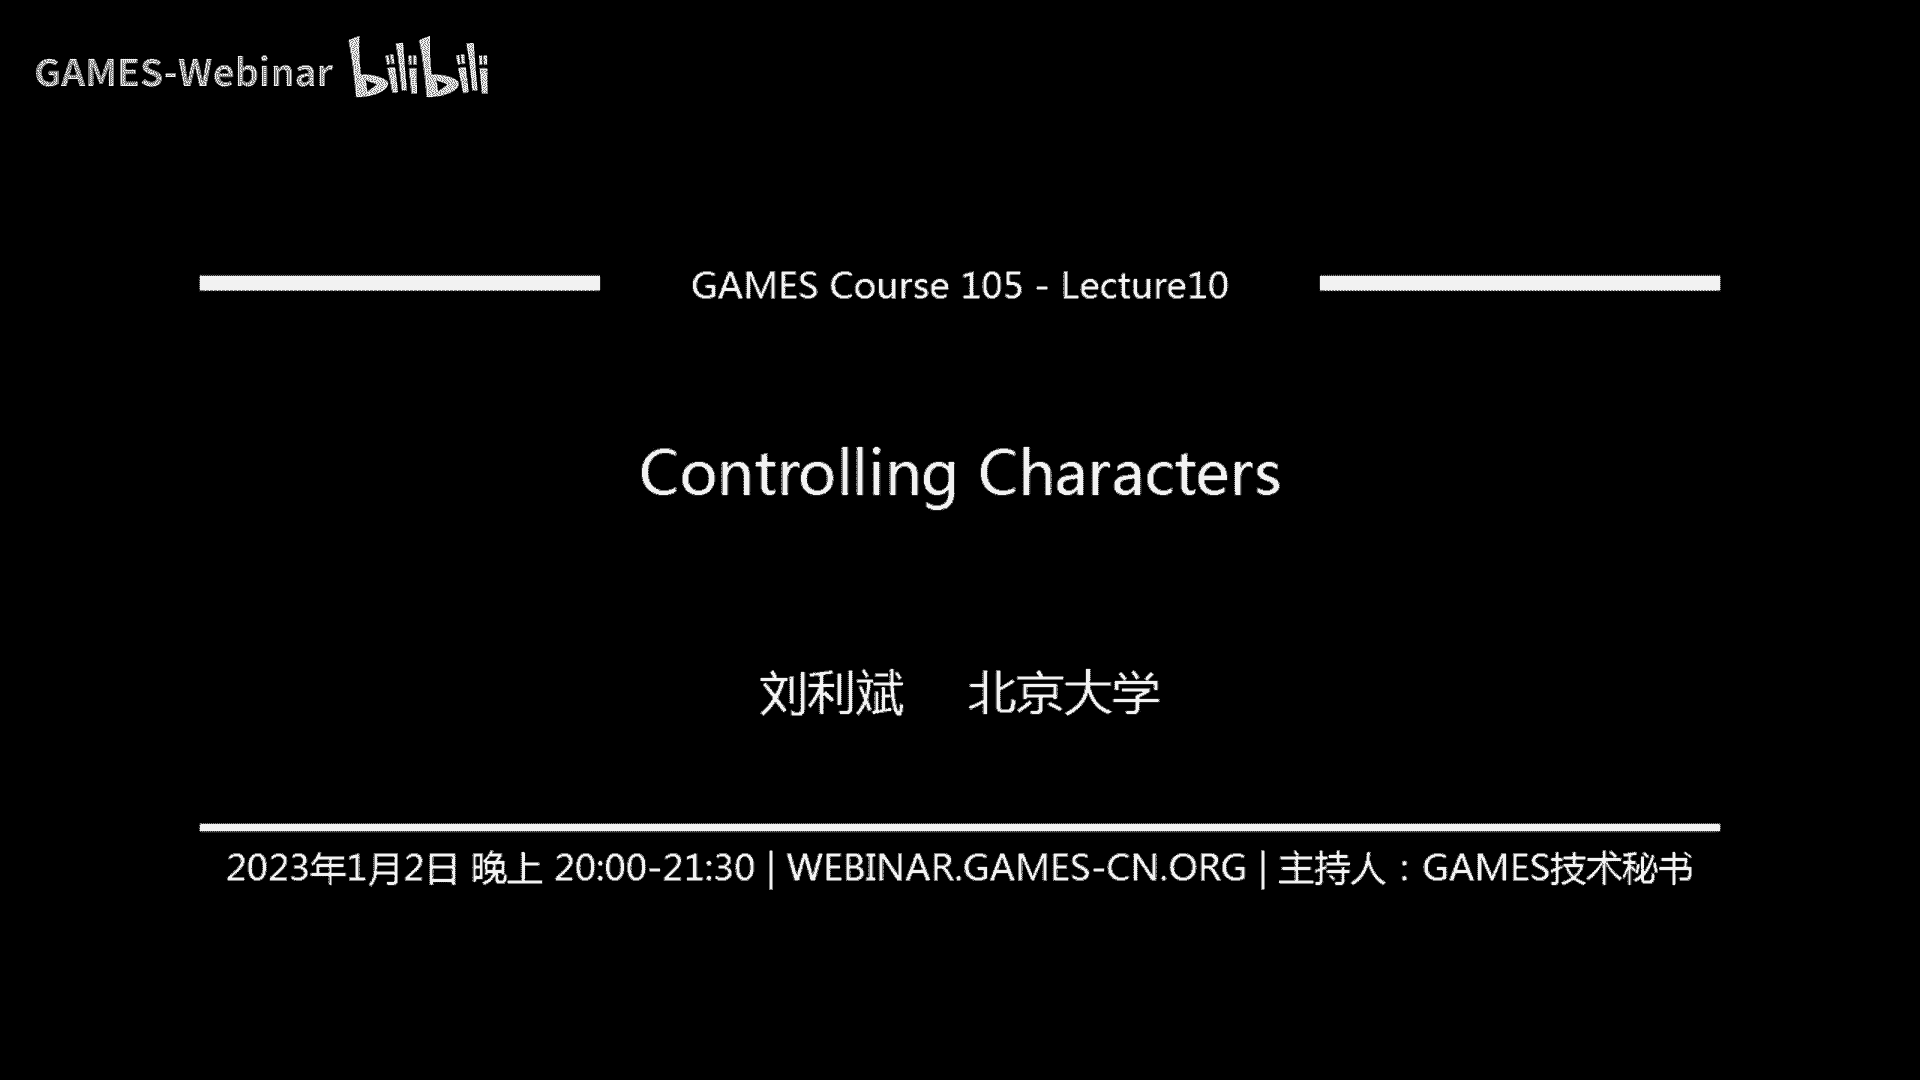 GAMES-Webinar bilibili
GAMES Course 105 - Lecture10
Controlling Characters
刘利斌 北京大学
2023年1月2日 晚上 20:00-21:30 | WEBINAR.GAMES-CN.ORG | 主持人：GAMES技术秘书